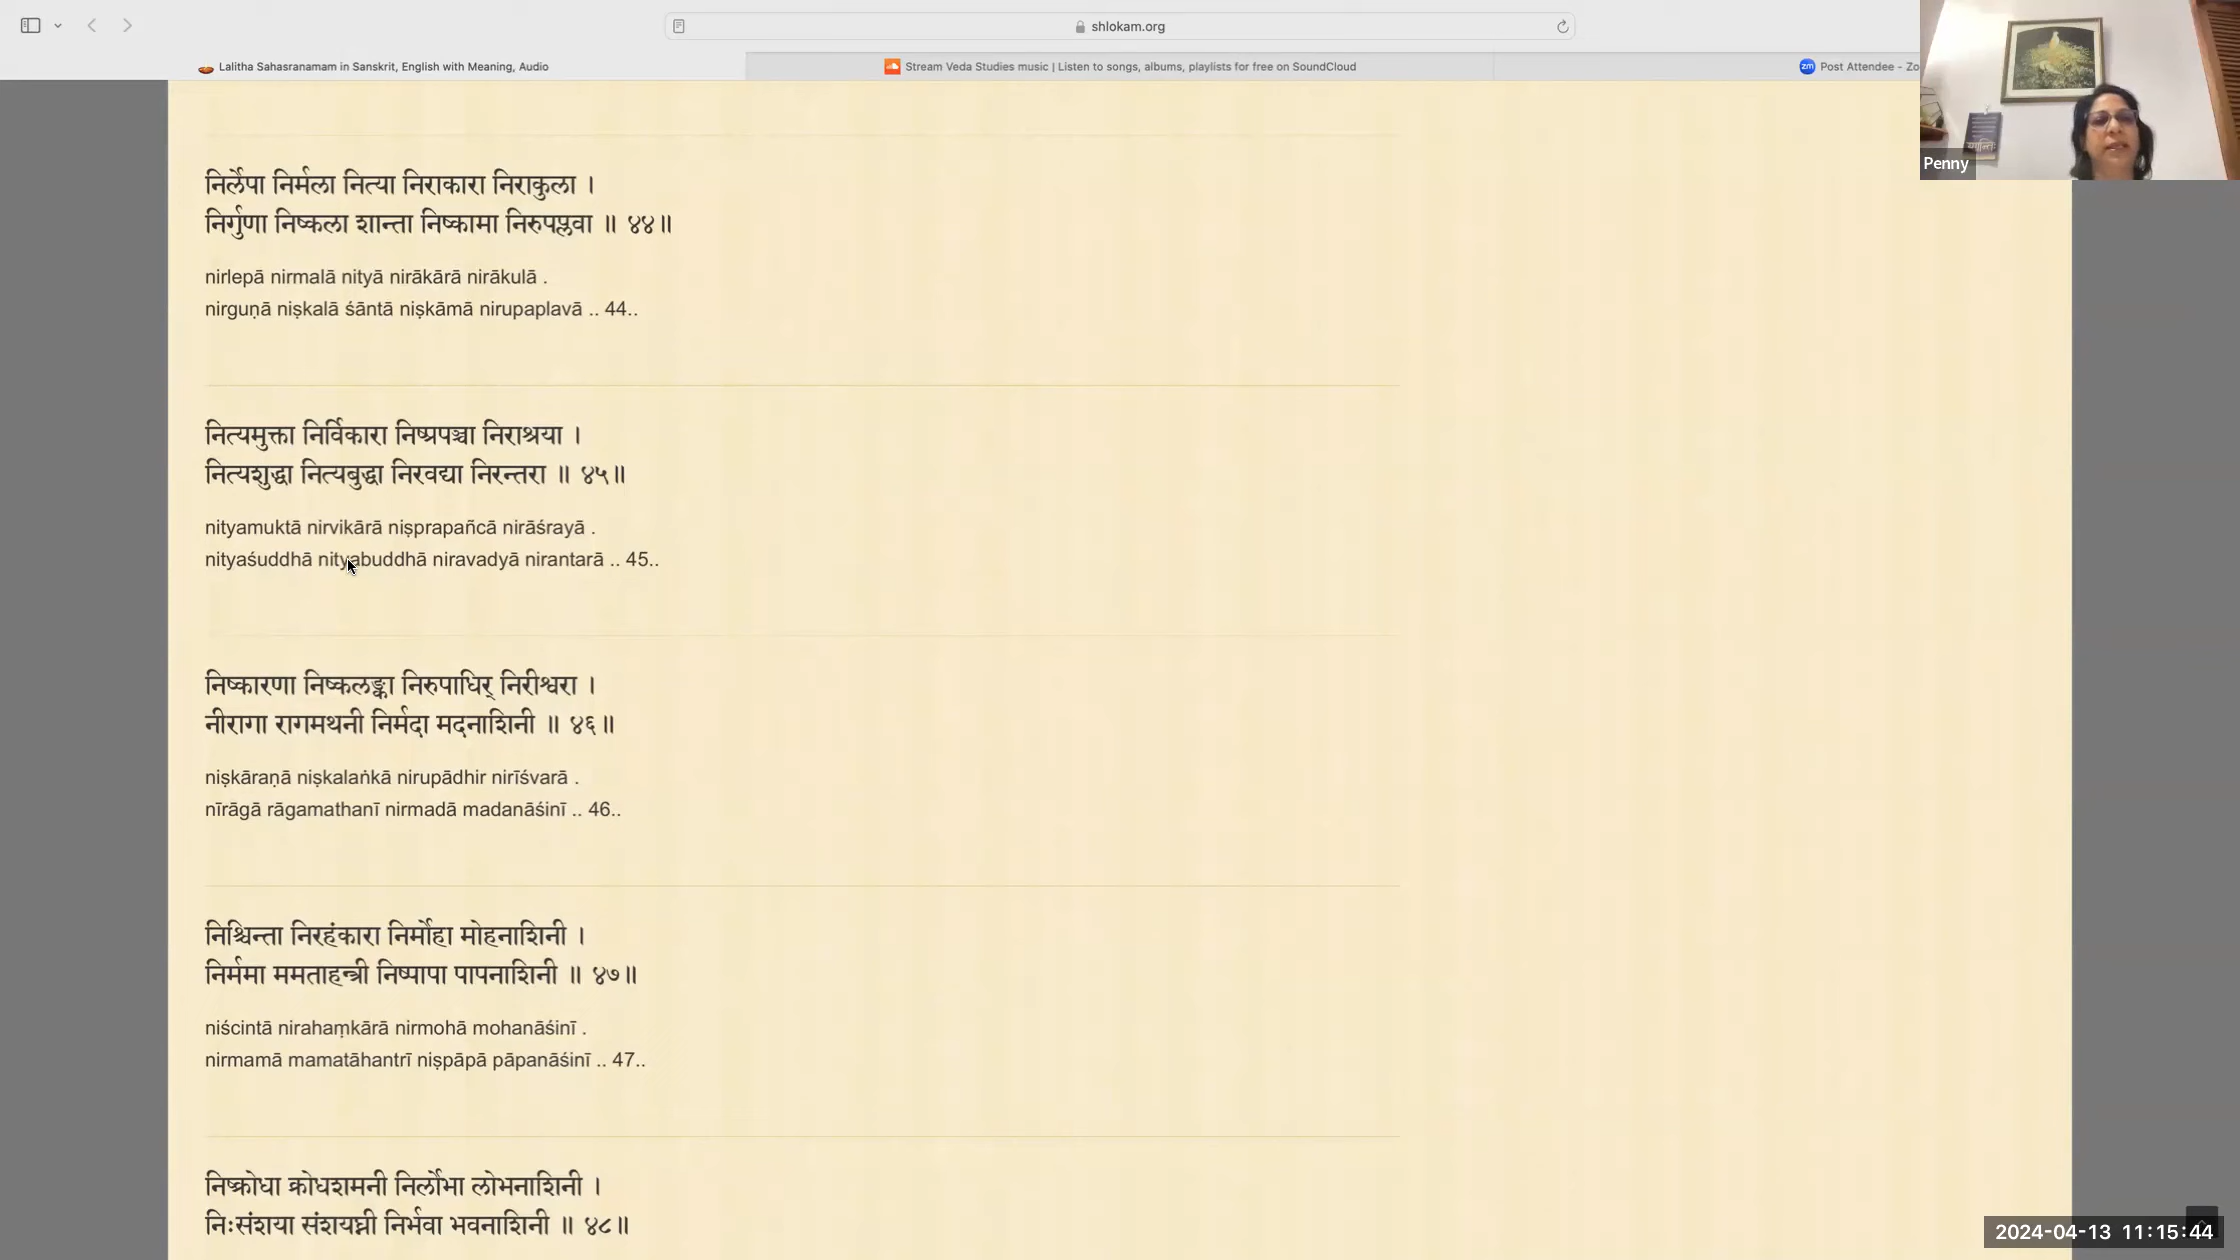 shlokam.org
Lalitha Sahasranamam in Sanskrit, English with Meaning, Audio
Stream Veda Studies music | Listen to songs, albums, playlists for free on SoundCloud
zm Post Attendee - Zo
Penny
निर्लेपा निर्मला नित्या निराकारा निराकुला ।
निर्गुणा निष्कला शान्ता निष्कामा निरुपप्लवा ॥ ४४॥
nirlepā nirmalā nityā nirākārā nirākulā .
nirguṇā niṣkalā śāntā niṣkāmā nirupaplavā .. 44..
नित्यमुक्ता निर्विकारा निष्प्रपञ्चा निराश्रया ।
नित्यशुद्धा नित्यबुद्धा निरवद्या निरन्तरा ॥ ४५॥
nityamuktā nirvikārā niṣprapañcā nirāśrayā .
nityaśuddhā nityabuddhā niravadyā nirantarā .. 45..
निष्कारणा निष्कलङ्का निरुपाधिर् निरीश्वरा ।
नीरागा रागमथनी निर्मदा मदनाशिनी ॥ ४६॥
niṣkāraṇā niṣkalaṅkā nirupādhir nirīśvarā .
nīrāgā rāgamathanī nirmadā madanāśinī .. 46..
निश्चिन्ता निरहंकारा निर्मोहा मोहनाशिनी ।
निर्ममा ममताहन्त्री निष्पापा पापनाशिनी ॥ ४७॥
niścintā nirahaṃkārā nirmohā mohanāśinī .
nirmamā mamatāhantrī niṣpāpā pāpanāśinī .. 47..
निष्क्रोधा क्रोधशमनी निर्लोभा लोभनाशिनी ।
निःसंशया संशयघ्नी निर्भवा भवनाशिनी ॥ ४८॥
2024-04-13 11:15:44